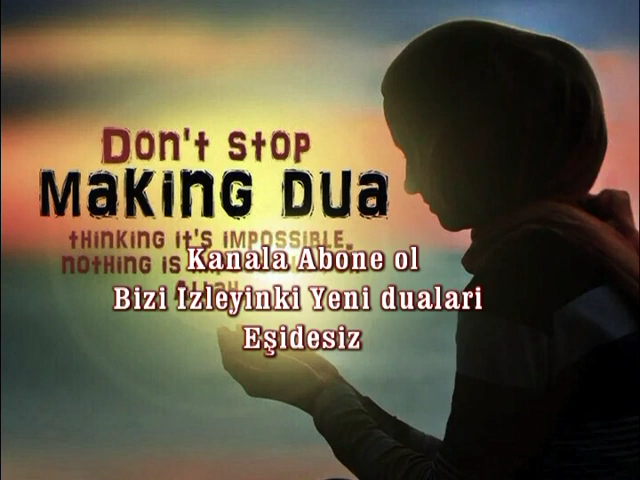 Don't stop
Making Dua
thinking it's impossible.
nothing is
Kanala Abone ol
Bizi İzleyinki Yeni dualari
Eşidesiz